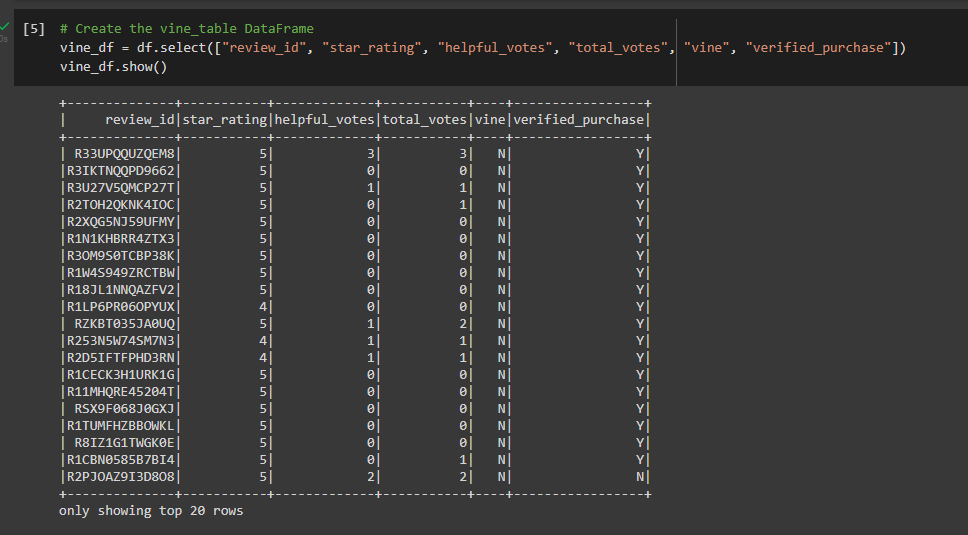 [5] # Create the vine_table DataFrame
vine_df = df.select(["review_id", "star_rating", "helpful_votes", "total_votes", "vine", "verified_purchase"])
vine_df.show()
0s
+--------------+-----------+-------------+-----------+----+-----------------+
|     review_id|star_rating|helpful_votes|total_votes|vine|verified_purchase|
+--------------+-----------+-------------+-----------+----+-----------------+
| R33UPQQUZQEM8|          5|            3|          3|   N|                Y|
|R3IKTNQQPD9662|          5|            0|          0|   N|                Y|
|R3U27V5QMCP27T|          5|            1|          1|   N|                Y|
|R2TOH2QKNK4IOC|          5|            0|          1|   N|                Y|
|R2XQG5NJ59UFMY|          5|            0|          0|   N|                Y|
|R1N1KHBRR4ZTX3|          5|            0|          0|   N|                Y|
|R3OM9S0TCBP38K|          5|            0|          0|   N|                Y|
|R1W4S949ZRCTBW|          5|            0|          0|   N|                Y|
|R18JL1NNQAZFV2|          5|            0|          0|   N|                Y|
|R1LP6PR06OPYUX|          4|            0|          0|   N|                Y|
| RZKBT035JA0UQ|          5|            1|          2|   N|                Y|
|R253N5W74SM7N3|          4|            1|          1|   N|                Y|
|R2D5IFTFPHD3RN|          4|            1|          1|   N|                Y|
|R1CECK3H1URK1G|          5|            0|          0|   N|                Y|
|R11MHQRE45204T|          5|            0|          0|   N|                Y|
| RSX9F068J0GXJ|          5|            0|          0|   N|                Y|
|R1TUMFHZBBOWKL|          5|            0|          0|   N|                Y|
| R8IZ1G1TWGK0E|          5|            0|          0|   N|                Y|
|R1CBN0585B7BI4|          5|            0|          1|   N|                Y|
|R2PJOAZ9I3D8O8|          5|            2|          2|   N|                N|
+--------------+-----------+-------------+-----------+----+-----------------+
only showing top 20 rows